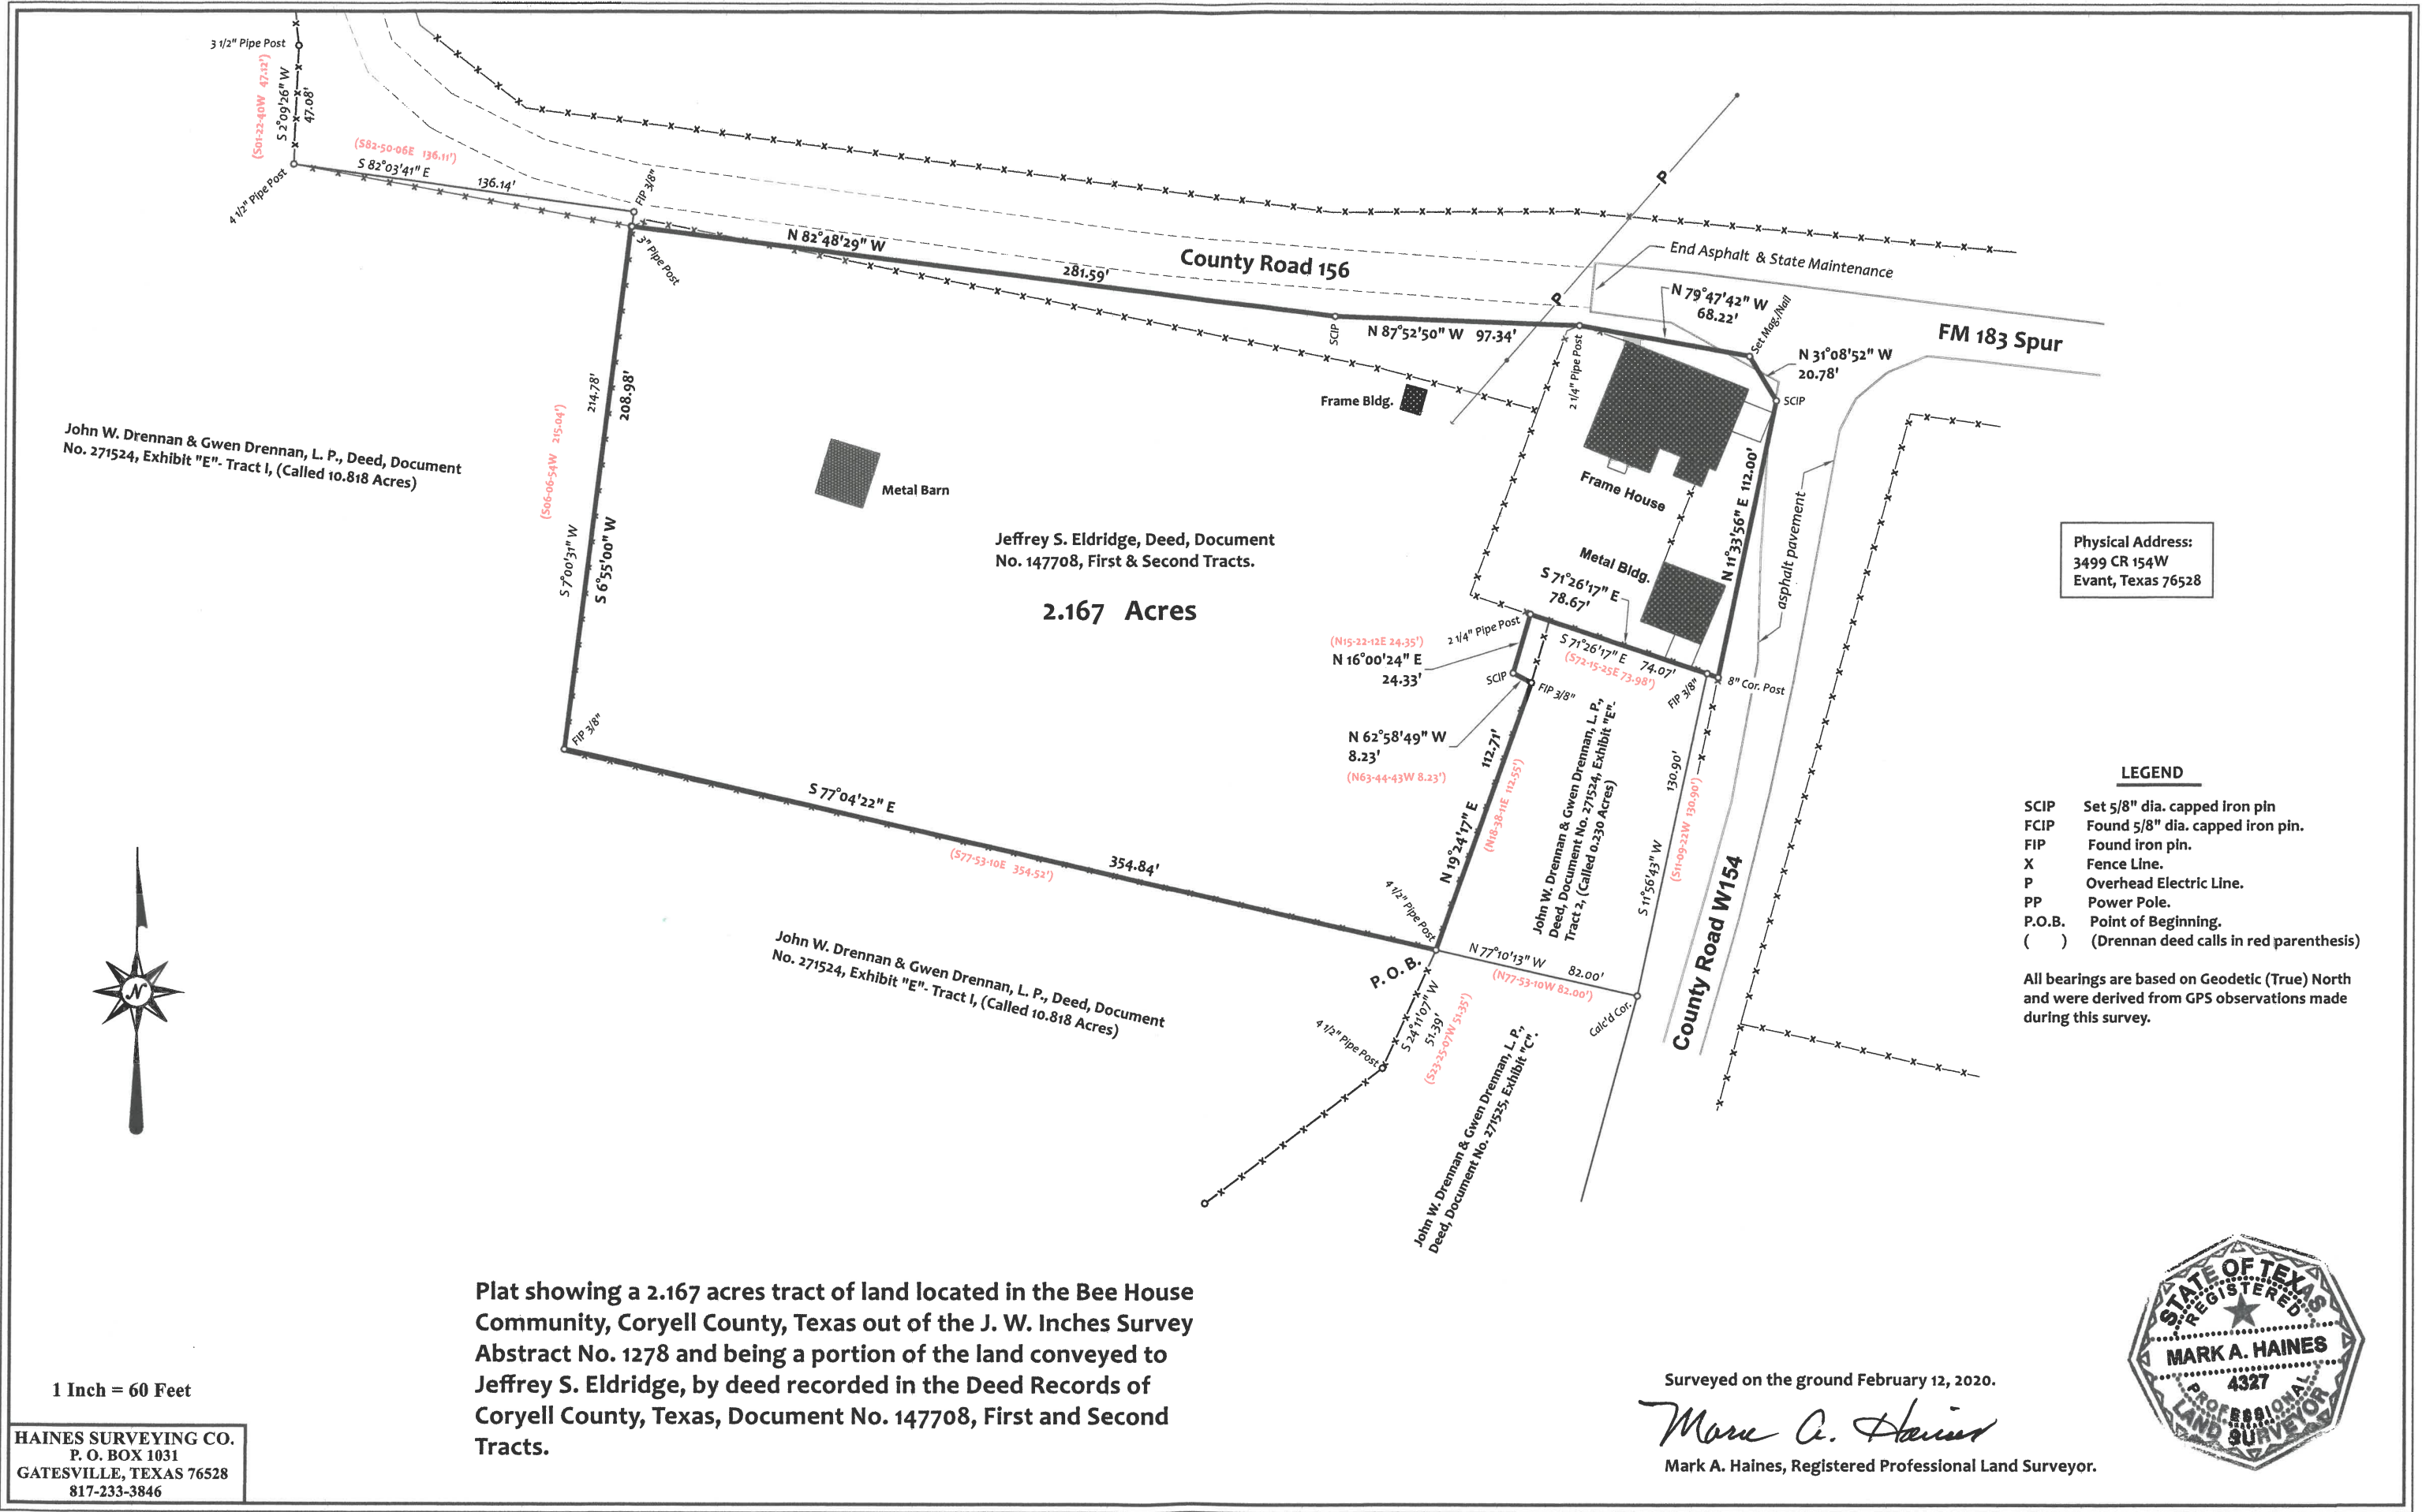 3 1/2" Pipe Post
(S01-22-40W 47.12')
S 2°09'26" W
47.08'
4 1/2" Pipe Post
(S82-50-06E 136.11')
S 82°03'41" E
136.14'
FIP 3/8"
3" Pipe Post
N 82°48'29" W
281.59'
County Road 156
SCIP
N 87°52'50" W 97.34'
P
P
End Asphalt & State Maintenance
N 79°47'42" W
68.22'
Set Mag/Nail
FM 183 Spur
N 31°08'52" W
20.78'
SCIP
2 1/4" Pipe Post
Frame Bldg.
Frame House
Metal Bldg.
N 11°33'56" E 112.00'
asphalt pavement
John W. Drennan & Gwen Drennan, L. P., Deed, Document
No. 271524, Exhibit "E"- Tract I, (Called 10.818 Acres)
(S06-06-54W 215.04')
S 7°00'31" W
214.78'
S 6°55'00" W
208.98'
Metal Barn
Jeffrey S. Eldridge, Deed, Document
No. 147708, First & Second Tracts.
2.167 Acres
S 71°26'17" E
78.67'
Physical Address:
3499 CR 154W
Evant, Texas 76528
2 1/4" Pipe Post
(N15-22-12E 24.35')
N 16°00'24" E
24.33'
S 71°26'17" E 74.07'
(S72-15-25E 73.98')
SCIP
FIP 3/8"
FIP 3/8"
8" Cor. Post
N 62°58'49" W
8.23'
(N63-44-43W 8.23')
FIP 3/8"
S 77°04'22" E
354.84'
(S77-53-10E 354.52')
N 19°24'17" E
112.71'
(N18-38-11E 112.55')
John W. Drennan & Gwen Drennan, L. P.,
Deed, Document No. 271524, Exhibit "E"-
Tract 2, (Called 0.230 Acres)
S 11°56'43" W
130.90'
(S11-09-22W 130.90')
County Road W154
4 1/2" Pipe Post
P. O. B.
N 77°10'13" W
82.00'
(N77-53-10W 82.00')
Calc'd Cor.
John W. Drennan & Gwen Drennan, L. P., Deed, Document
No. 271524, Exhibit "E"- Tract I, (Called 10.818 Acres)
4 1/2" Pipe Post
S 24°11'07" W
51.39'
(S23-25-07W 51.35')
John W. Drennan & Gwen Drennan, L. P.,
Deed, Document No. 271525, Exhibit "C".
LEGEND
SCIP Set 5/8" dia. capped iron pin
FCIP Found 5/8" dia. capped iron pin.
FIP Found iron pin.
X Fence Line.
P Overhead Electric Line.
PP Power Pole.
P.O.B. Point of Beginning.
( ) (Drennan deed calls in red parenthesis)
All bearings are based on Geodetic (True) North
and were derived from GPS observations made
during this survey.
N
Plat showing a 2.167 acres tract of land located in the Bee House
Community, Coryell County, Texas out of the J. W. Inches Survey
Abstract No. 1278 and being a portion of the land conveyed to
Jeffrey S. Eldridge, by deed recorded in the Deed Records of
Coryell County, Texas, Document No. 147708, First and Second
Tracts.
1 Inch = 60 Feet
HAINES SURVEYING CO.
P. O. BOX 1031
GATESVILLE, TEXAS 76528
817-233-3846
Surveyed on the ground February 12, 2020.
Mark A. Haines
Mark A. Haines, Registered Professional Land Surveyor.
STATE OF TEXAS
REGISTERED
MARK A. HAINES
4327
PROFESSIONAL
LAND SURVEYOR